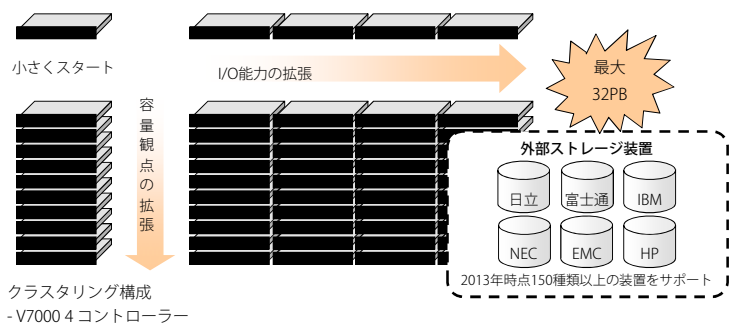 小さくスタート
I/O能力の拡張
最大
32PB
容量観点の拡張
外部ストレージ装置
日立
富士通
IBM
NEC
EMC
HP
2013年時点150種類以上の装置をサポート
クラスタリング構成
- V7000 4 コントローラー